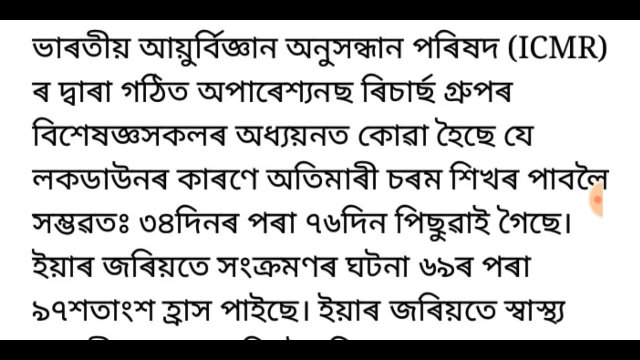 ভাৰতীয় আয়ুৰ্বিজ্ঞান অনুসন্ধান পৰিষদ (ICMR)
ৰ দ্বাৰা গঠিত অপাৰেশ্যনছ ৰিচাৰ্ছ গ্ৰুপৰ
বিশেষজ্ঞসকলৰ অধ্যয়নত কোৱা হৈছে যে
লকডাউনৰ কাৰণে অতিমাৰী চৰম শিখৰ পাবলৈ
সম্ভৱতঃ ৩৪দিনৰ পৰা ৭৬দিন পিছুৱাই গৈছে।
ইয়াৰ জৰিয়তে সংক্ৰমণৰ ঘটনা ৬৯ৰ পৰা
৯৭শতাংশ হ্ৰাস পাইছে। ইয়াৰ জৰিয়তে স্বাস্থ্য